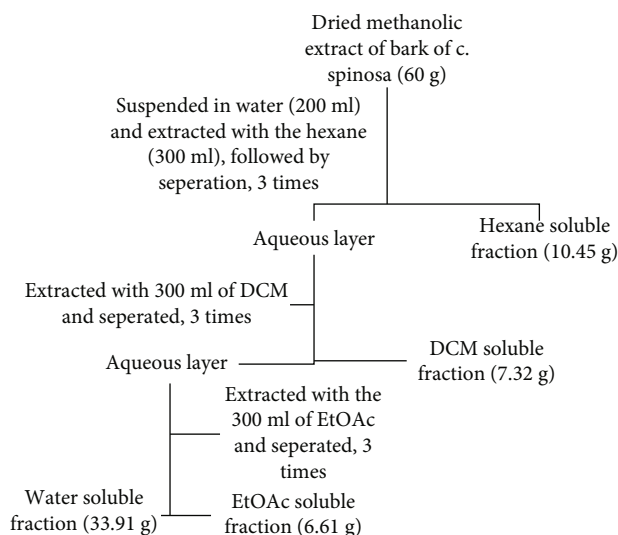 Dried methanolic
extract of bark of c.
spinosa (60 g)
Suspended in water (200 ml)
and extracted with the hexane
(300 ml), followed by
seperation, 3 times
Aqueous layer
Hexane soluble
fraction (10.45 g)
Extracted with 300 ml of DCM
and seperated, 3 times
Aqueous layer
DCM soluble
fraction (7.32 g)
Extracted with the
300 ml of EtOAc
and seperated, 3
times
Water soluble
fraction (33.91 g)
EtOAc soluble
fraction (6.61 g)